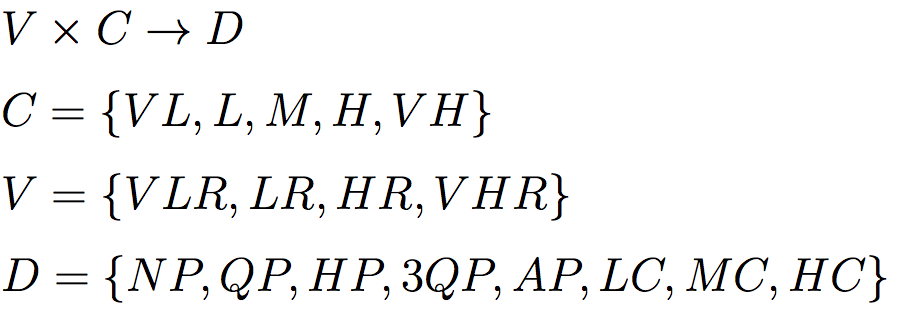 V × C → D
C = {VL, L, M, H, VH}
V = {VLR, LR, HR, VHR}
D = {NP, QP, HP, 3QP, AP, LC, MC, HC}